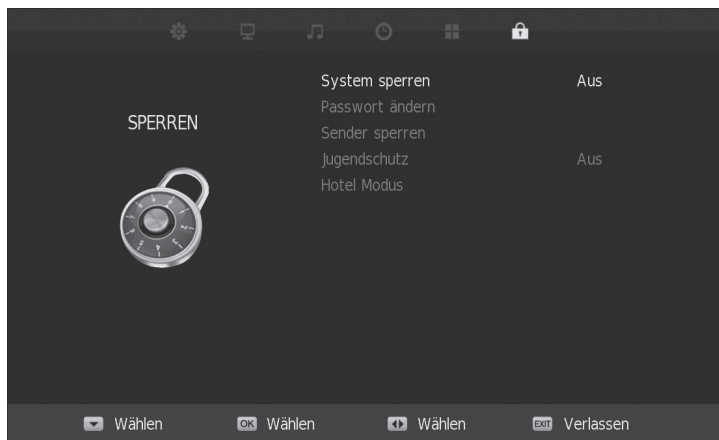 SPERREN
System sperren Aus
Passwort ändern
Sender sperren
Jugendschutz Aus
Hotel Modus
Wählen OK Wählen Wählen EXIT Verlassen